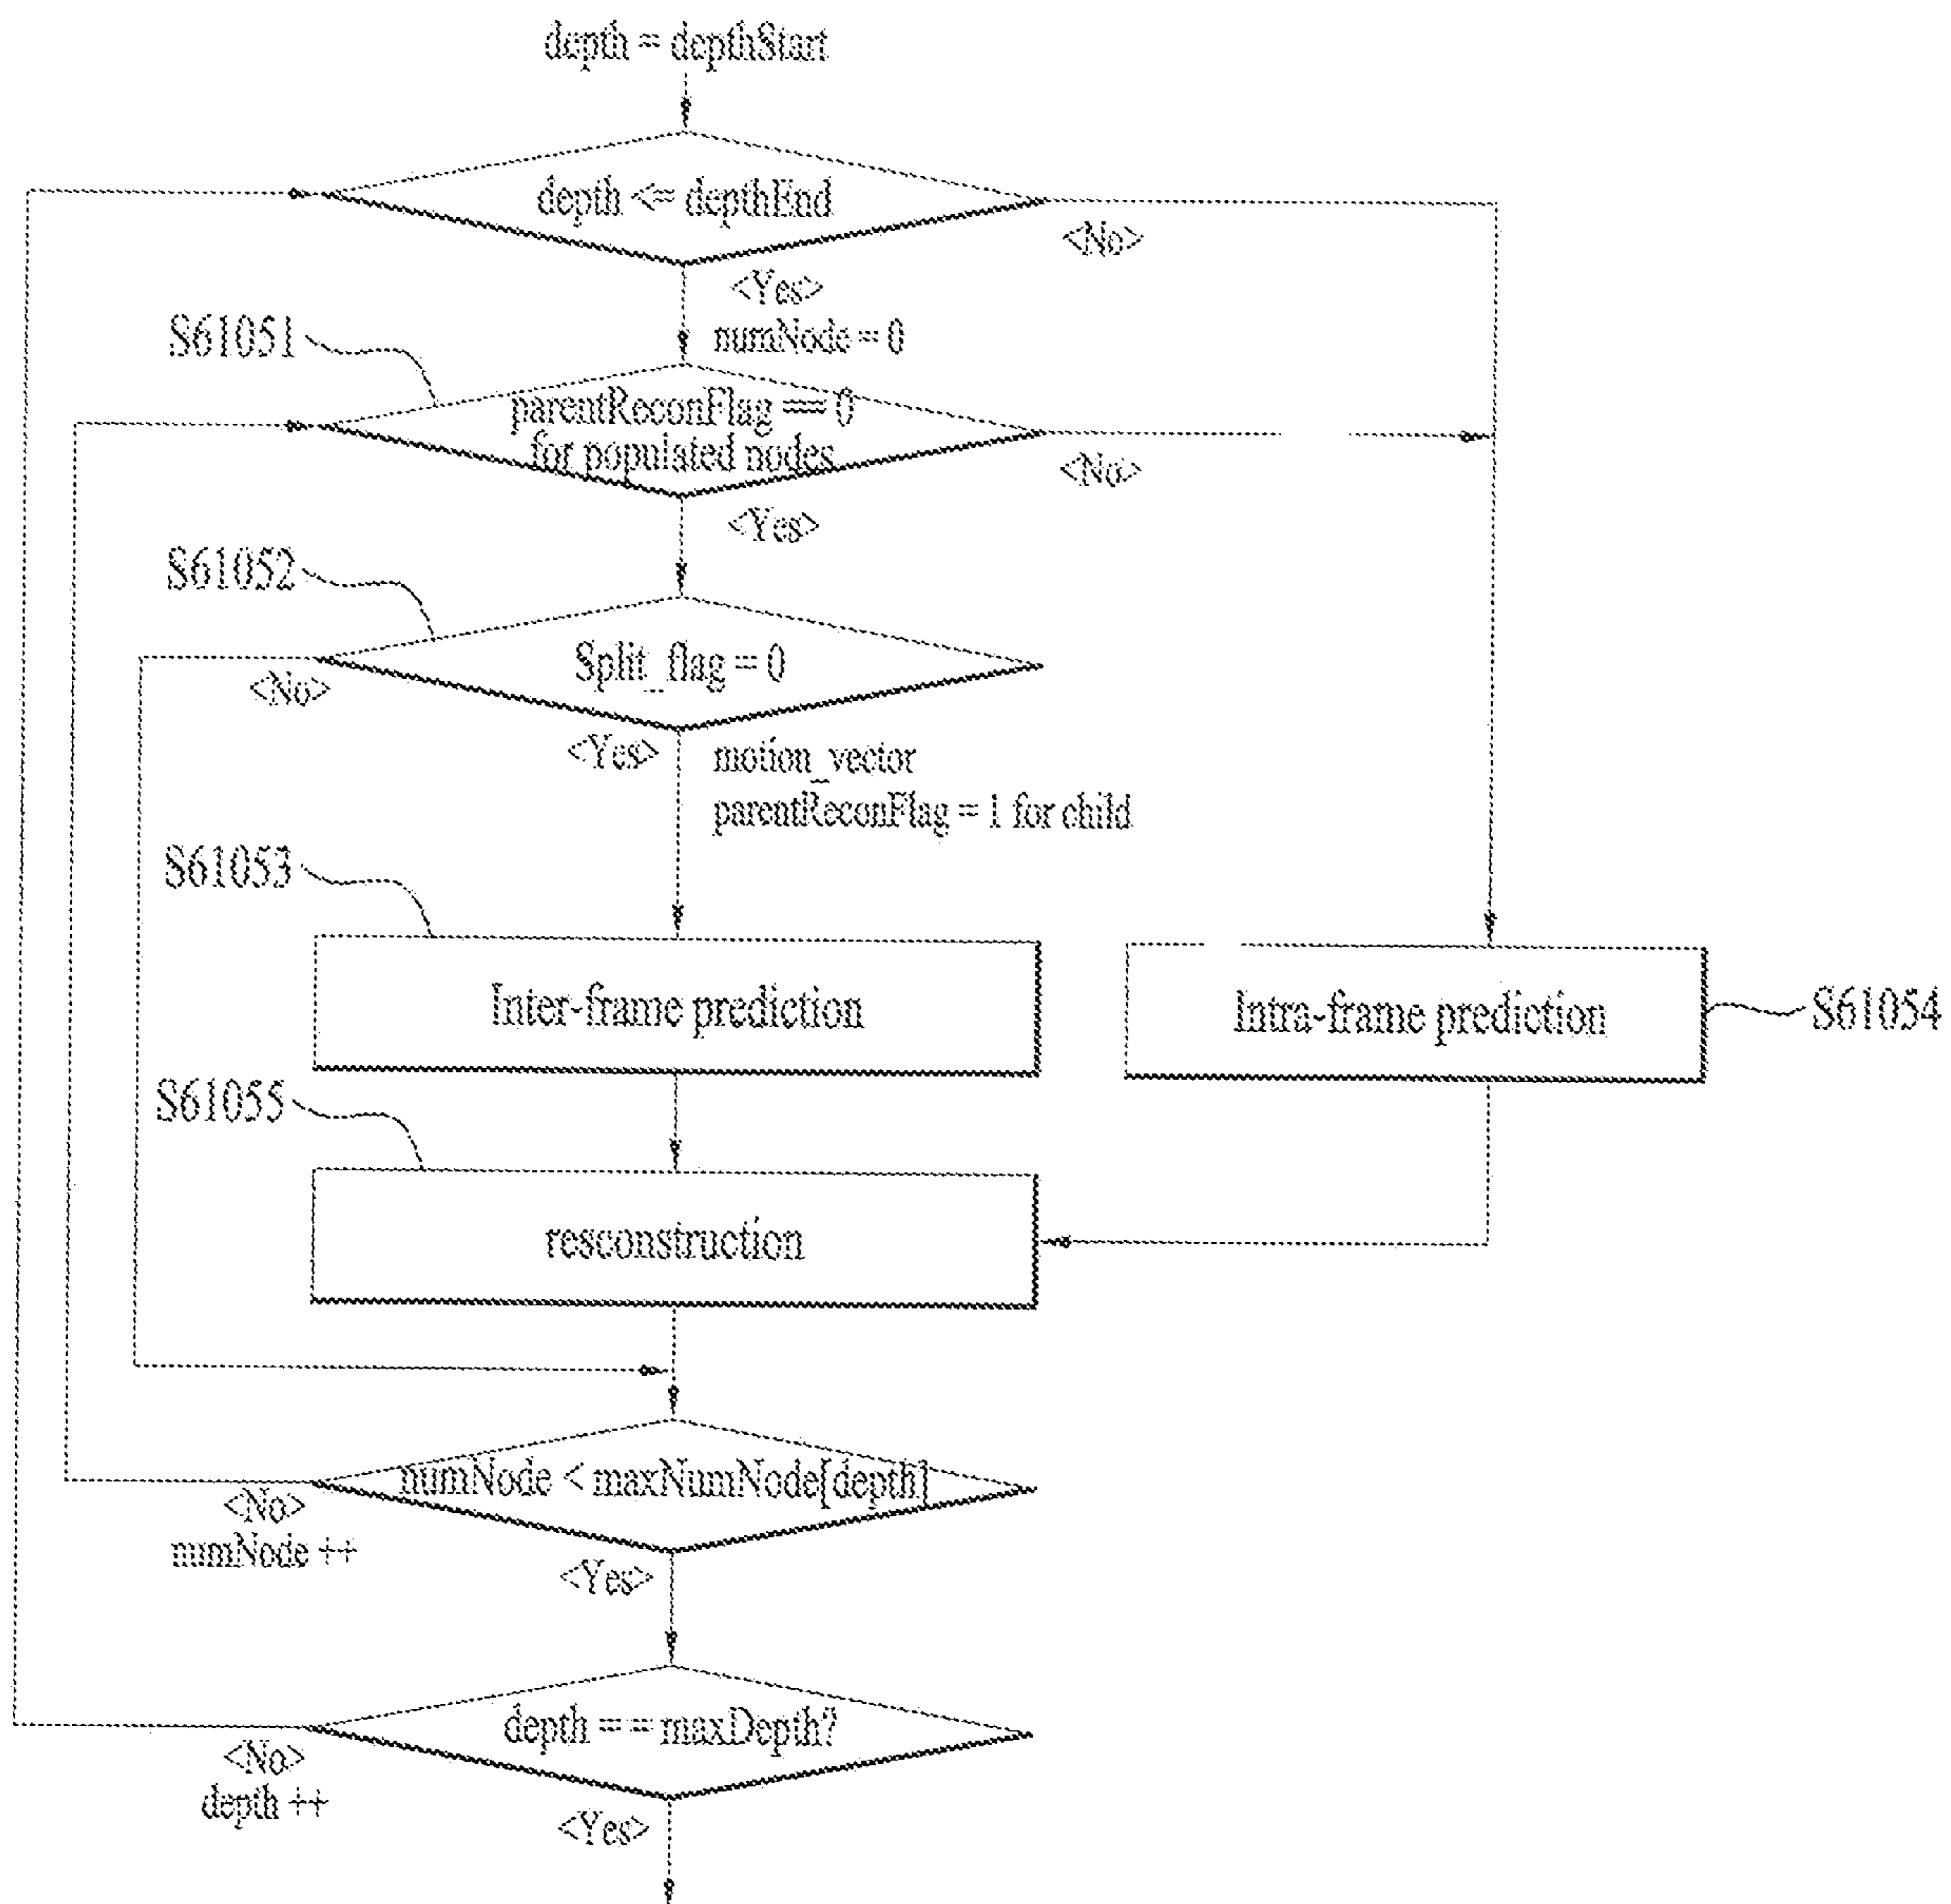 depth = depthStart
depth <= depthEnd
<No>
<Yes>
numNode = 0
S61051
parentReconFlag == 0
for populated nodes
<No>
<Yes>
S61052
Split_flag = 0
<No>
<Yes>
motion_vector
parentReconFlag = 1 for child
S61053
Inter-frame prediction
Intra-frame prediction
S61054
S61055
resconstruction
numNode < maxNumNode[depth]
<No>
numNode ++
<Yes>
depth = = maxDepth?
<No>
depth ++
<Yes>